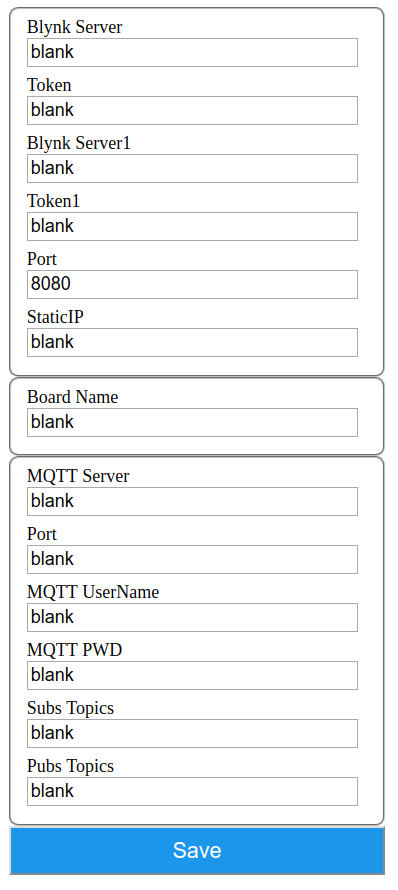 Blynk Server
blank
Token
blank
Blynk Server1
blank
Token1
blank
Port
8080
StaticIP
blank
Board Name
blank
MQTT Server
blank
Port
blank
MQTT UserName
blank
MQTT PWD
blank
Subs Topics
blank
Pubs Topics
blank
Save